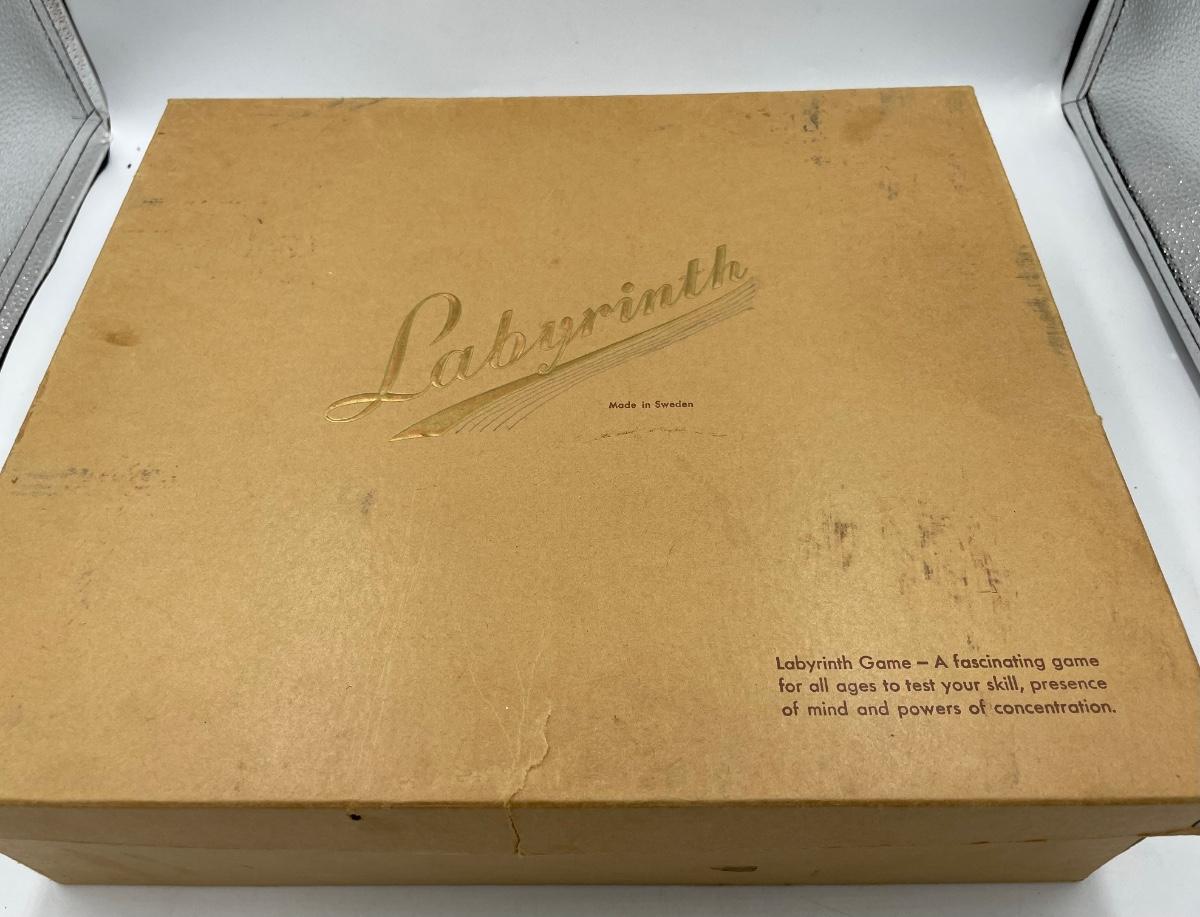 Labyrinth
Made in Sweden
Labyrinth Game – A fascinating game
for all ages to test your skill, presence
of mind and powers of concentration.